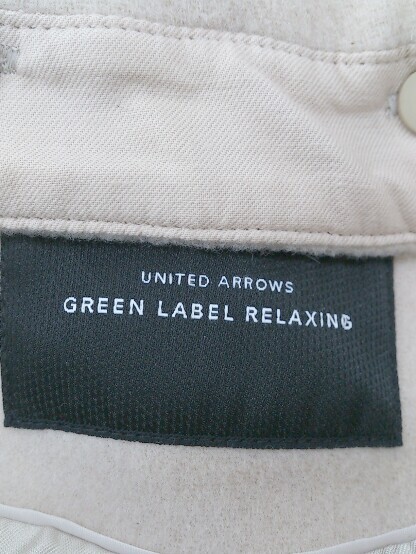 UNITED ARROWS
GREEN LABEL RELAXING